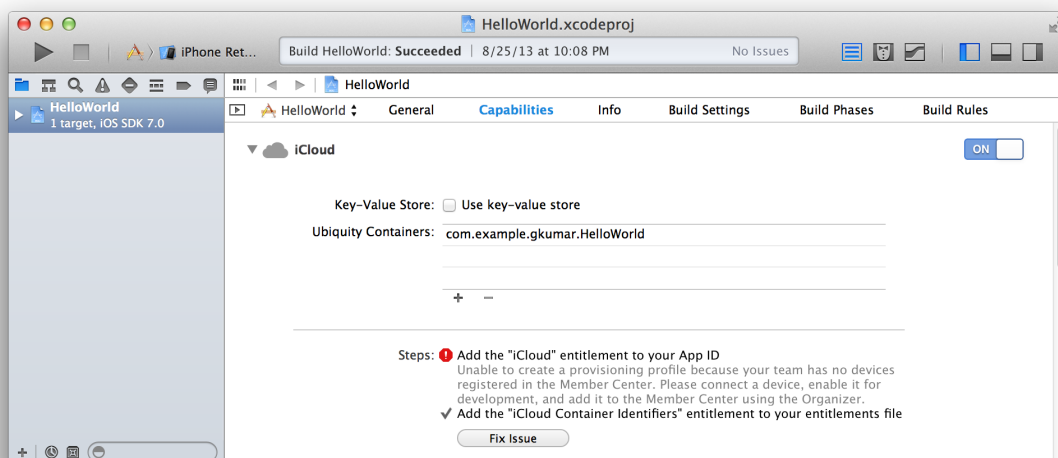 HelloWorld.xcodeproj
iPhone Ret...
Build HelloWorld: Succeeded | 8/25/13 at 10:08 PM
No Issues
HelloWorld
1 target, iOS SDK 7.0
HelloWorld
HelloWorld General Capabilities Info Build Settings Build Phases Build Rules
iCloud ON
Key-Value Store: Use key-value store
Ubiquity Containers: com.example.gkumar.HelloWorld
Steps: Add the "iCloud" entitlement to your App ID
Unable to create a provisioning profile because your team has no devices
registered in the Member Center. Please connect a device, enable it for
development, and add it to the Member Center using the Organizer.
Add the "iCloud Container Identifiers" entitlement to your entitlements file
Fix Issue